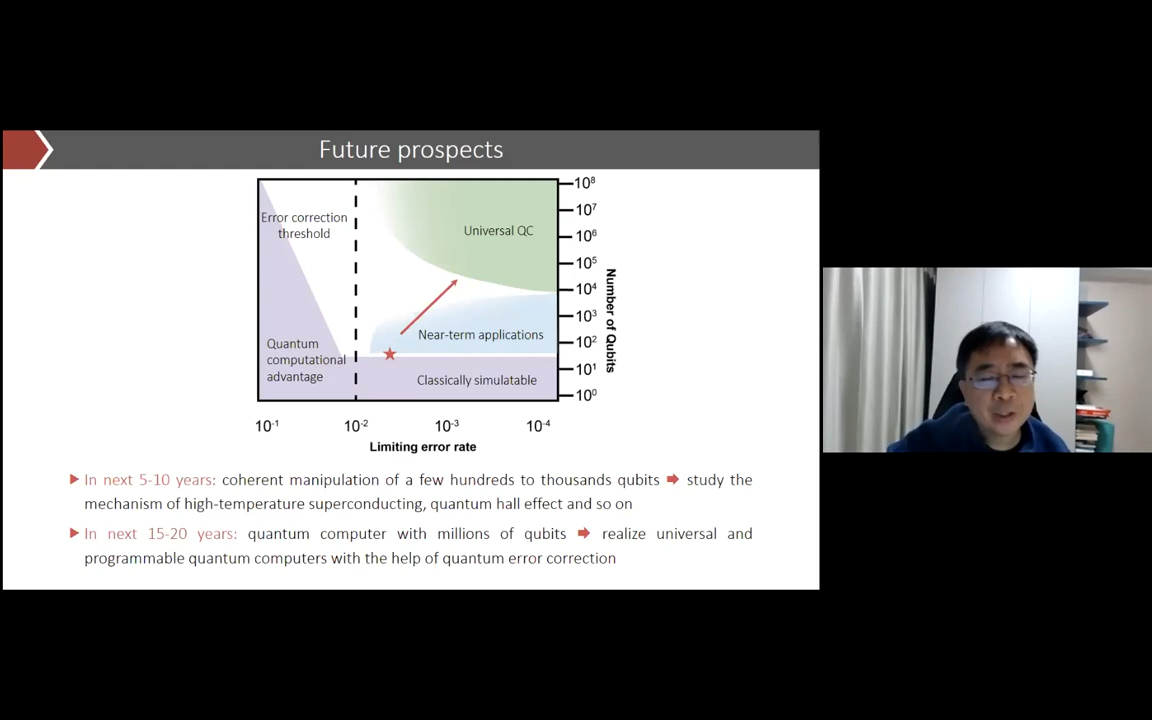 Future prospects
Error correction
threshold
Universal QC
Near-term applications
Quantum
computational
advantage
Classically simulatable
10⁸
10⁷
10⁶
10⁵
10⁴
10³
10²
10¹
10⁰
Number of Qubits
10⁻¹ 10⁻² 10⁻³ 10⁻⁴
Limiting error rate
In next 5-10 years: coherent manipulation of a few hundreds to thousands qubits ➡ study the
mechanism of high-temperature superconducting, quantum hall effect and so on
In next 15-20 years: quantum computer with millions of qubits ➡ realize universal and
programmable quantum computers with the help of quantum error correction